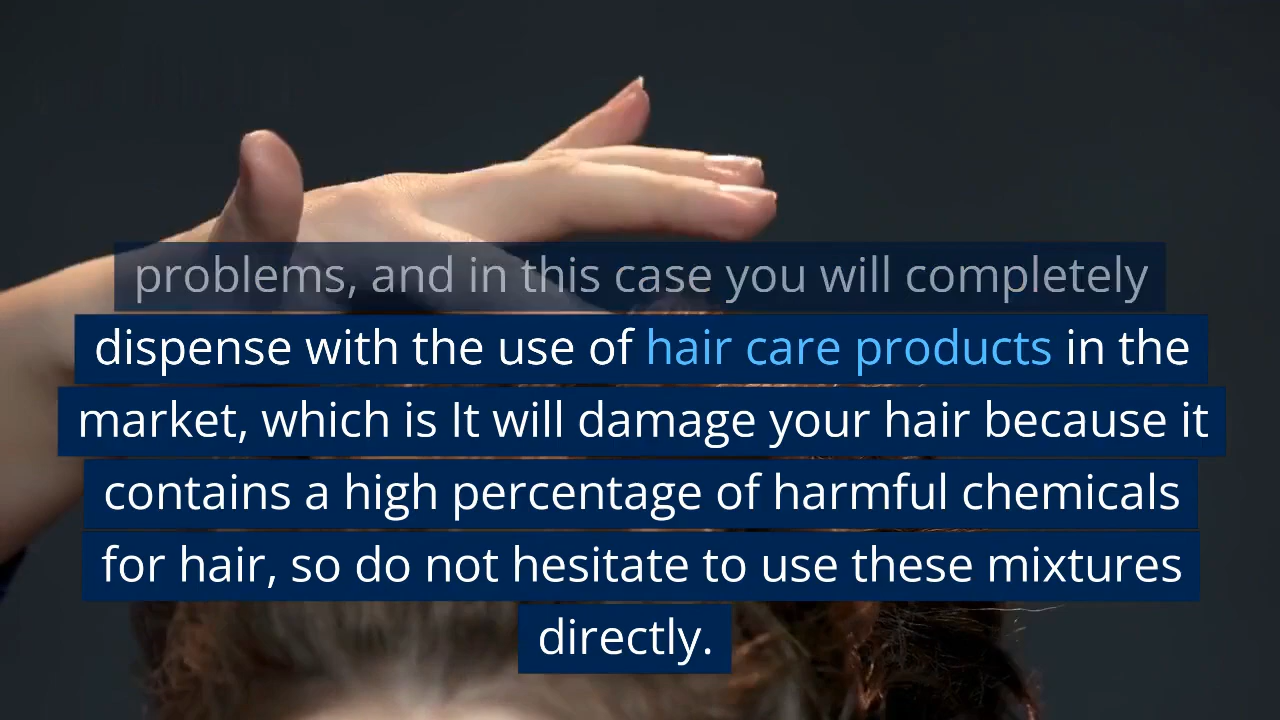 problems, and in this case you will completely
dispense with the use of hair care products in the
market, which is It will damage your hair because it
contains a high percentage of harmful chemicals
for hair, so do not hesitate to use these mixtures
directly.